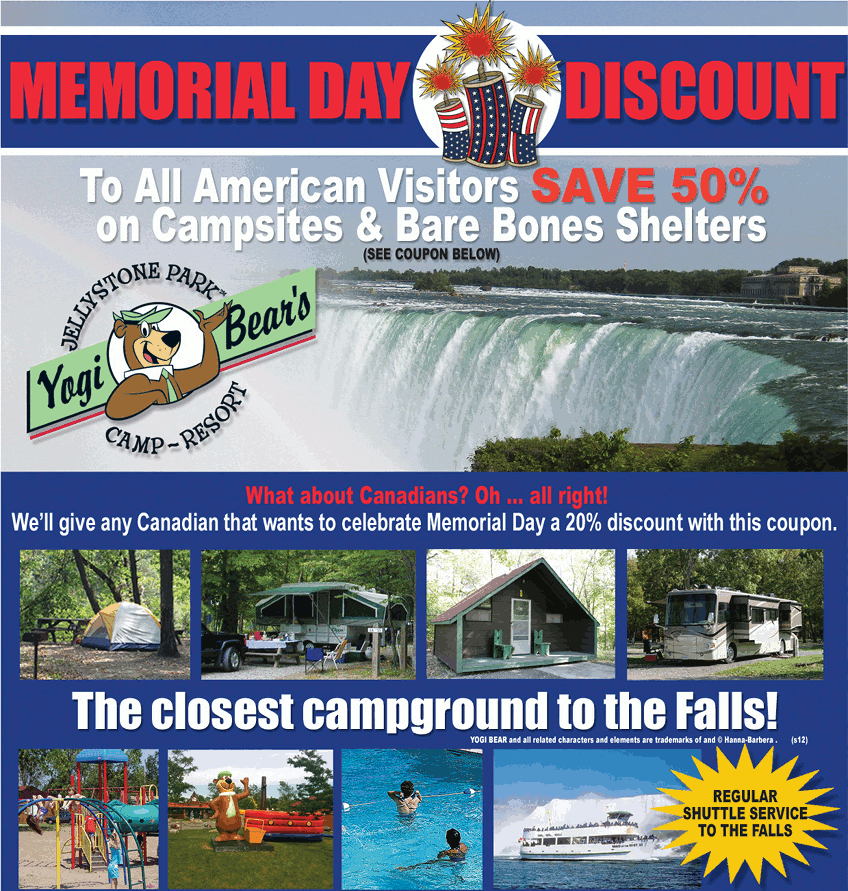 MEMORIAL DAY DISCOUNT
To All American Visitors SAVE 50%
on Campsites & Bare Bones Shelters
(SEE COUPON BELOW)
JELLYSTONE PARK™
Yogi Bear's
CAMP-RESORT
What about Canadians? Oh ... all right!
We'll give any Canadian that wants to celebrate Memorial Day a 20% discount with this coupon.
The closest campground to the Falls!
YOGI BEAR and all related characters and elements are trademarks of and © Hanna-Barbera . (s12)
REGULAR
SHUTTLE SERVICE
TO THE FALLS